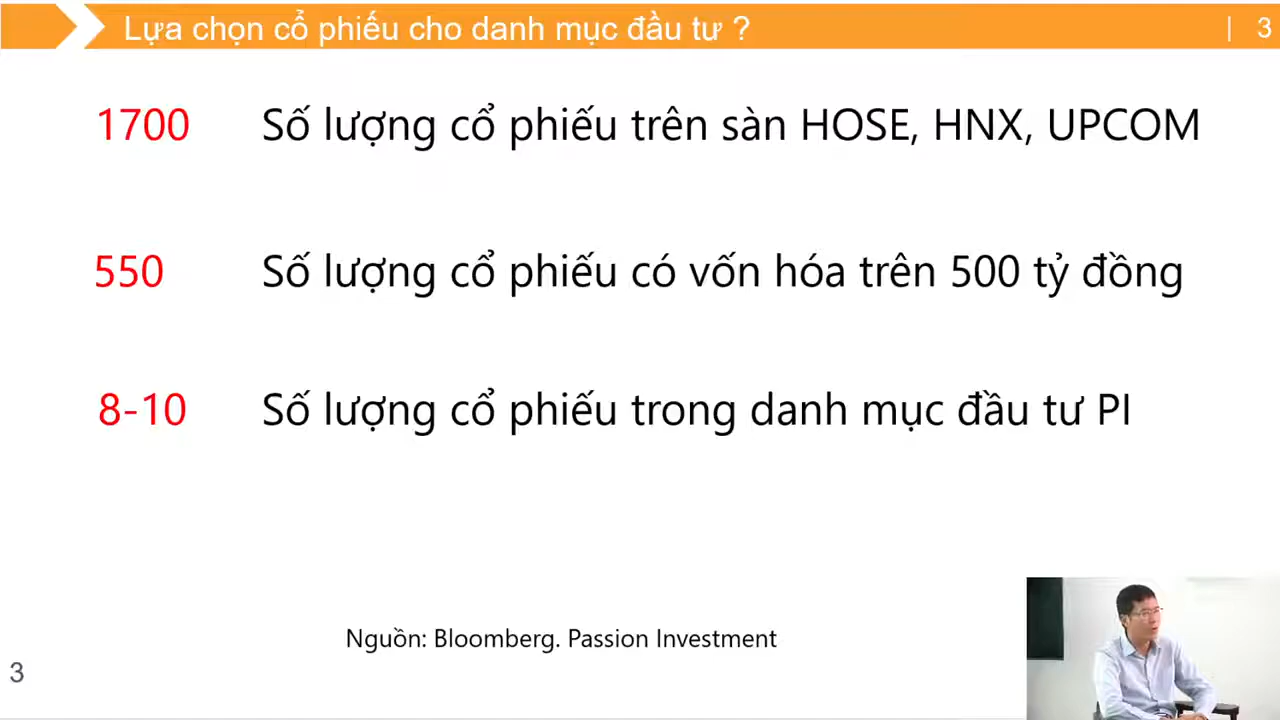 Lựa chọn cổ phiếu cho danh mục đầu tư ?
| 3
1700 Số lượng cổ phiếu trên sàn HOSE, HNX, UPCOM
550 Số lượng cổ phiếu có vốn hóa trên 500 tỷ đồng
8-10 Số lượng cổ phiếu trong danh mục đầu tư PI
Nguồn: Bloomberg. Passion Investment
3